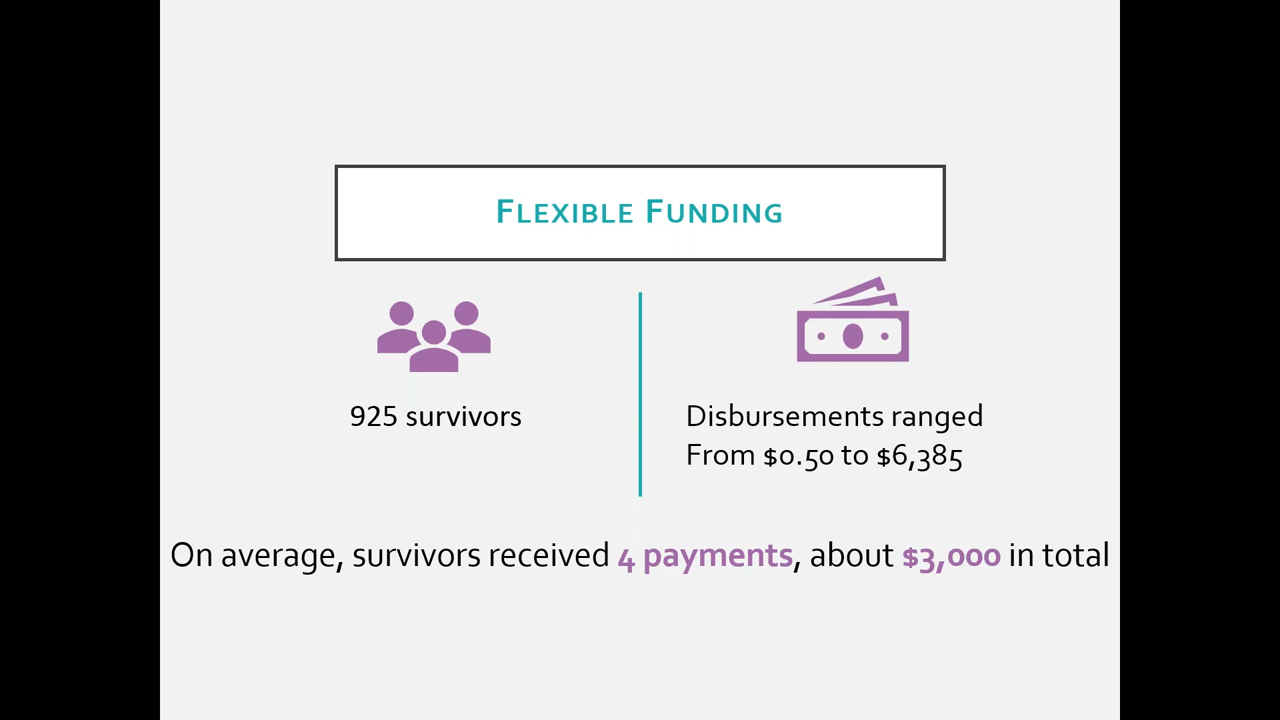 Flexible Funding
925 survivors
Disbursements ranged
From $0.50 to $6,385
On average, survivors received 4 payments, about $3,000 in total